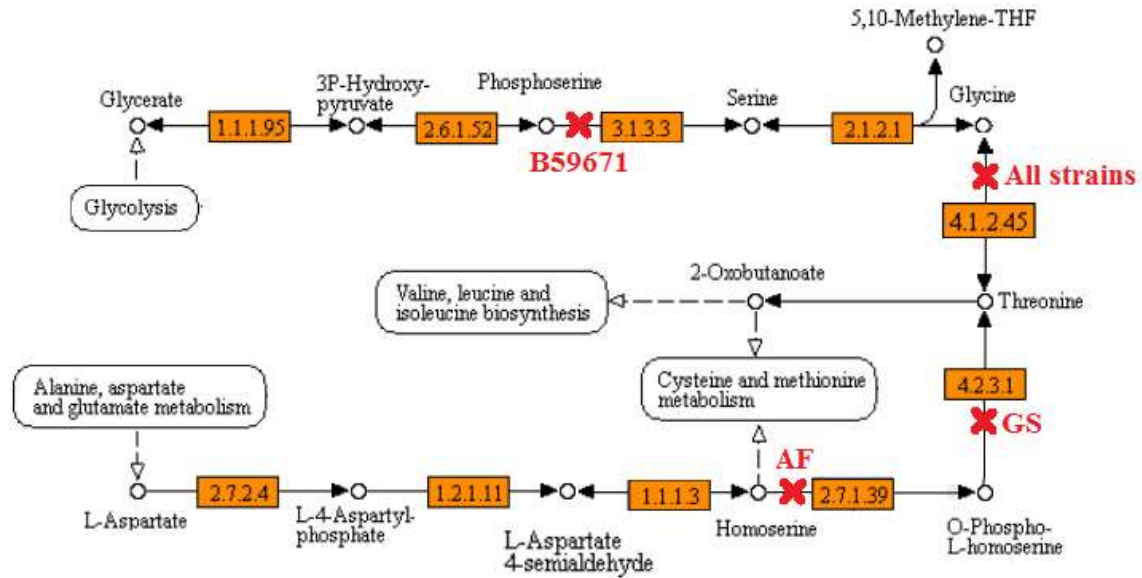 5,10-Methylene-THF
Glycerate
3P-Hydroxy-
pyruvate
Phosphoserine
Serine
Glycine
1.1.1.95
2.6.1.52
3.1.3.3
2.1.2.1
B59671
All strains
Glycolysis
4.1.2.45
2-Oxobutanoate
Valine, leucine and
isoleucine biosynthesis
Threonine
Alanine, aspartate
and glutamate metabolism
Cysteine and methionine
metabolism
4.2.3.1
GS
AF
2.7.2.4
1.2.1.11
1.1.1.3
2.7.1.39
L-Aspartate
L-4-Aspartyl-
phosphate
L-Aspartate
4-semialdehyde
Homoserine
O-Phospho-
L-homoserine